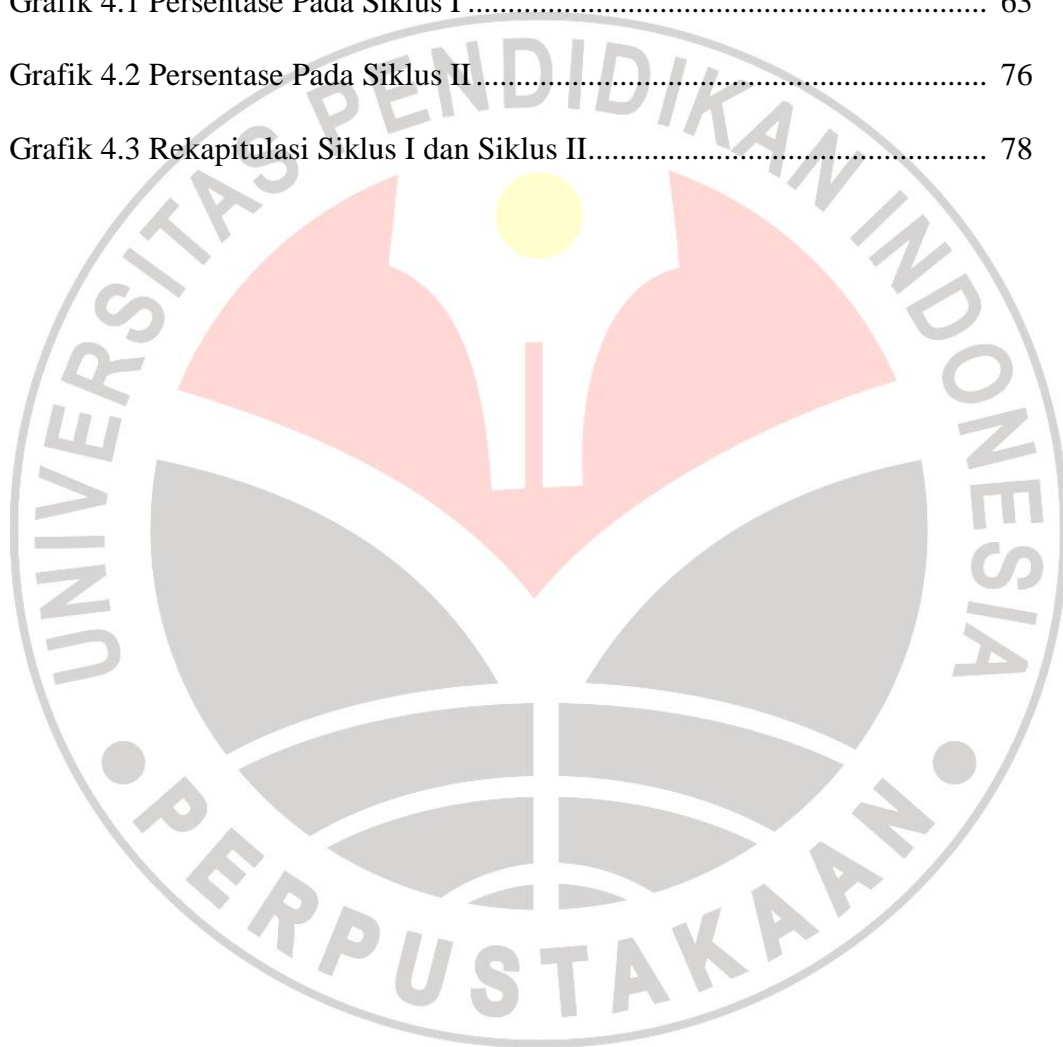 Grafik 4.1 Persentase Pada Siklus I ................................................................ 63
Grafik 4.2 Persentase Pada Siklus II ............................................................... 76
Grafik 4.3 Rekapitulasi Siklus I dan Siklus II................................................. 78
UNIVERSITAS PENDIDIKAN INDONESIA
• PERPUSTAKAAN •